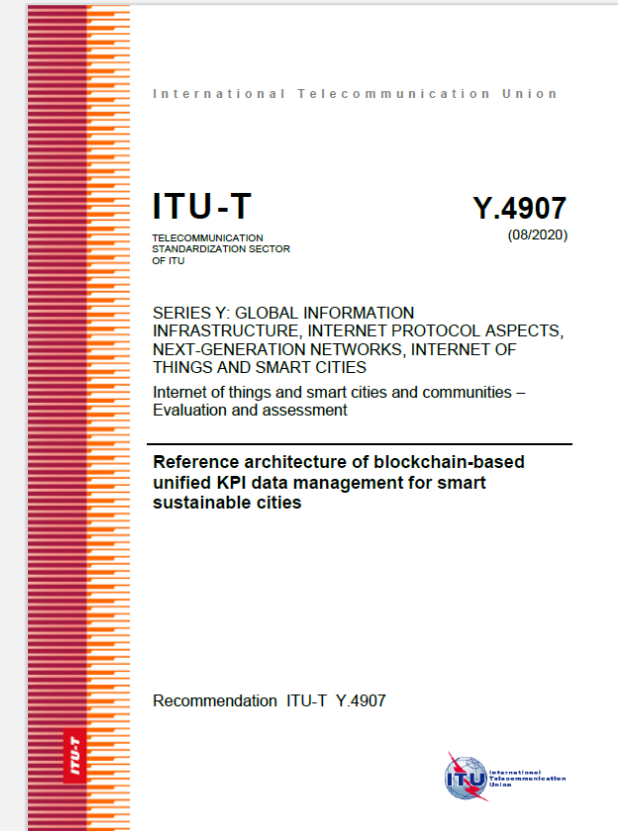 International Telecommunication Union
ITU-T
Y.4907
TELECOMMUNICATION
STANDARDIZATION SECTOR
OF ITU
(08/2020)
SERIES Y: GLOBAL INFORMATION
INFRASTRUCTURE, INTERNET PROTOCOL ASPECTS,
NEXT-GENERATION NETWORKS, INTERNET OF
THINGS AND SMART CITIES
Internet of things and smart cities and communities –
Evaluation and assessment
Reference architecture of blockchain-based
unified KPI data management for smart
sustainable cities
Recommendation ITU-T Y.4907
ITU-T
ITU
International
Telecommunication
Union